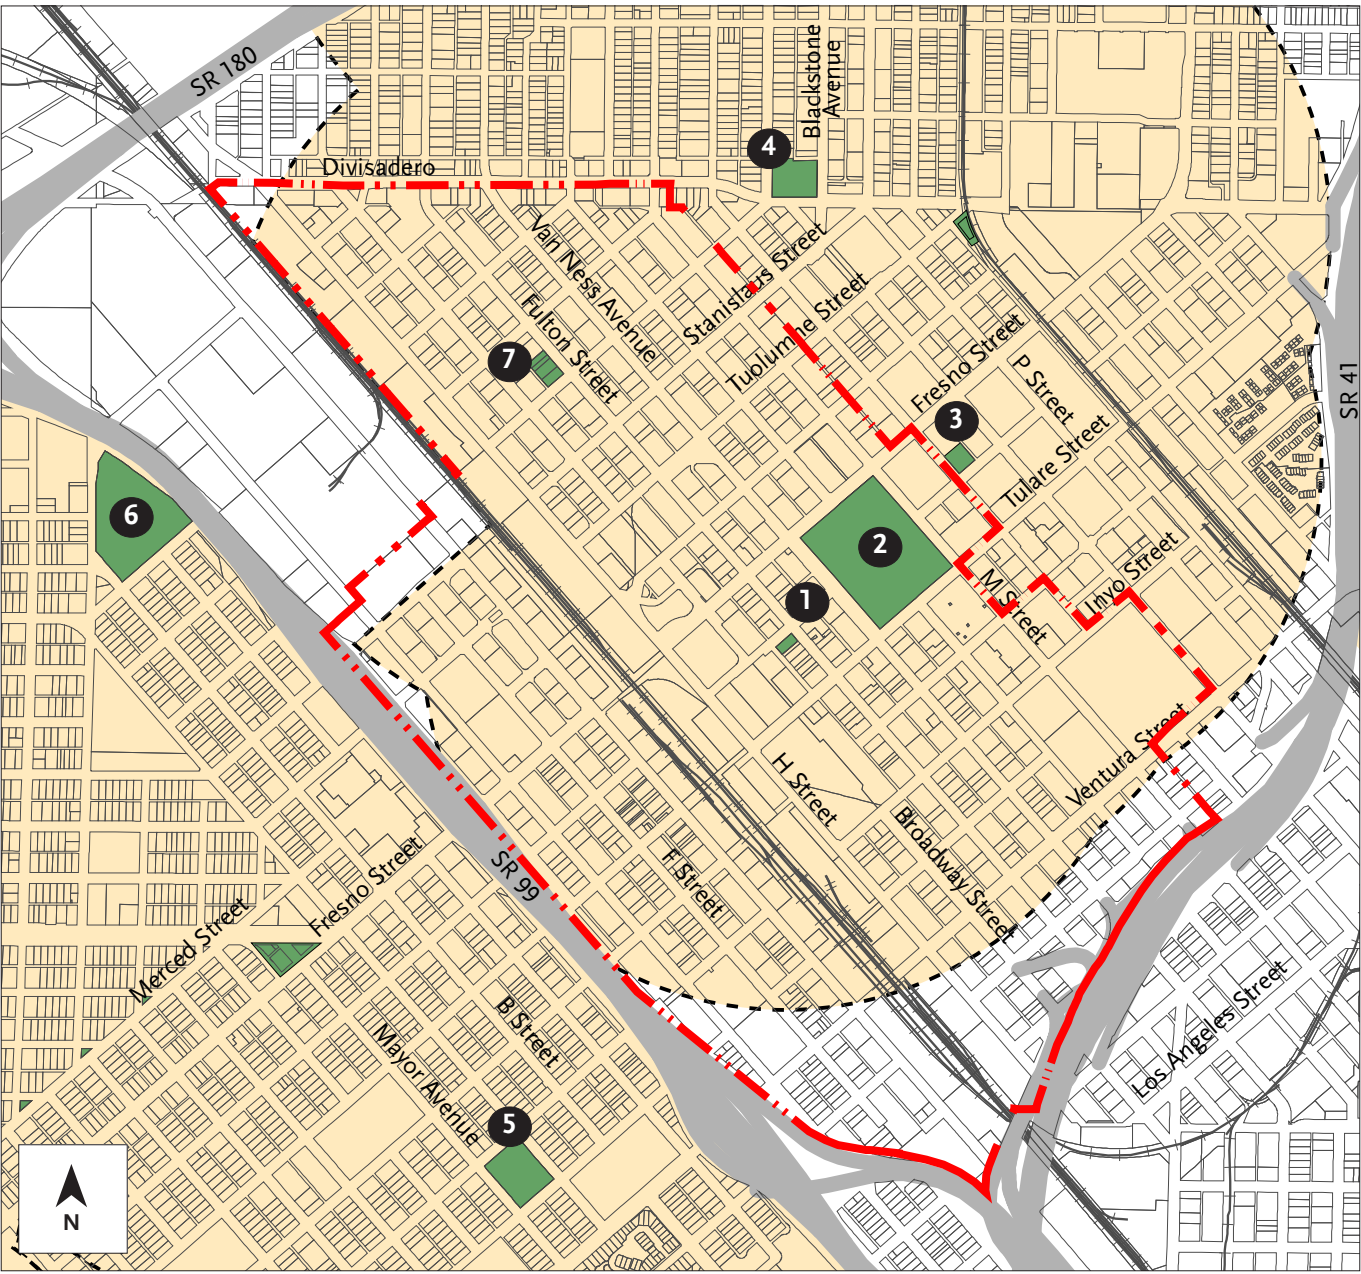 SR 180
Blackstone
Avenue
4
Divisadero
Van Ness Avenue
Stanislaus Street
Tuolumne Street
Fulton Street
7
Fresno Street
P Street
SR 41
3
Tulare Street
6
2
Inyo Street
M Street
1
Ventura Street
H Street
Broadway Street
F Street
SR 99
Fresno Street
Merced Street
Los Angeles Street
B Street
Mayor Avenue
5
N